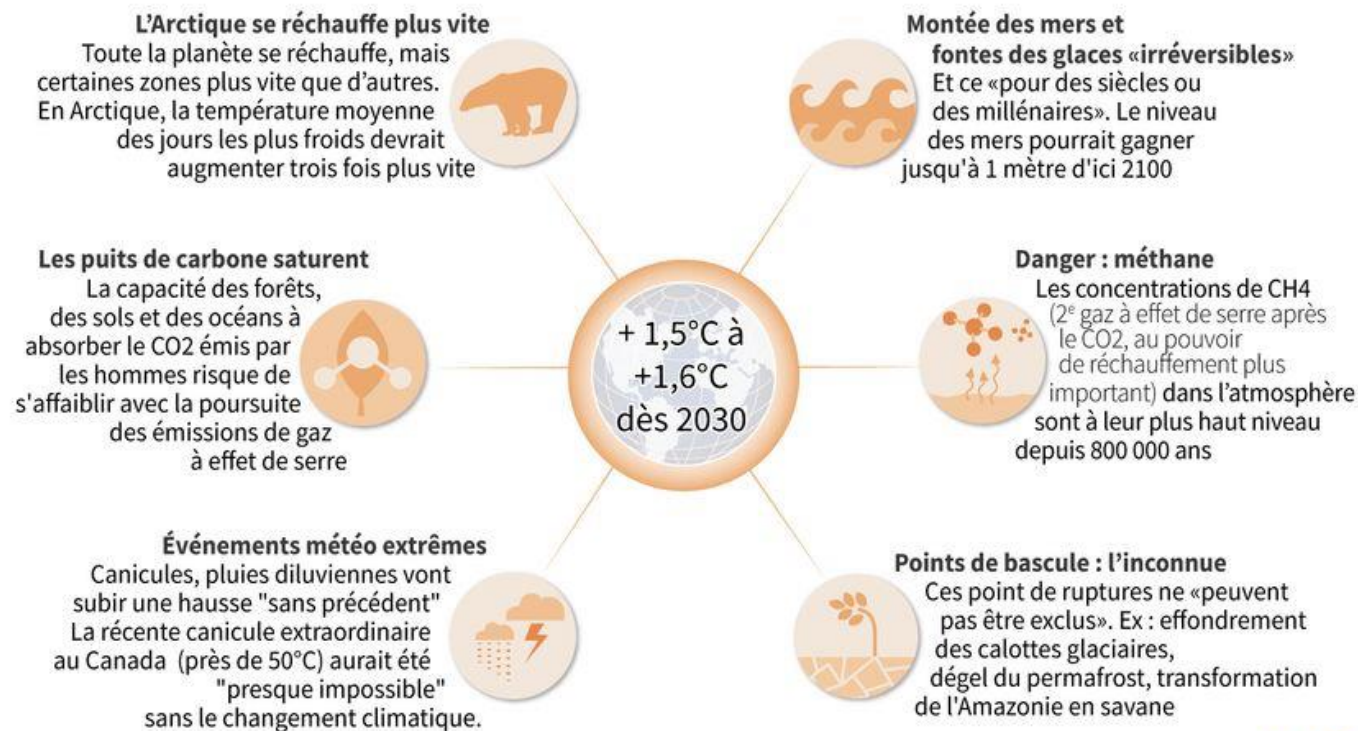 L'Arctique se réchauffe plus vite
Toute la planète se réchauffe, mais
certaines zones plus vite que d'autres.
En Arctique, la température moyenne
des jours les plus froids devrait
augmenter trois fois plus vite
Montée des mers et
fontes des glaces «irréversibles»
Et ce «pour des siècles ou
des millénaires». Le niveau
des mers pourrait gagner
jusqu'à 1 mètre d'ici 2100
Les puits de carbone saturent
La capacité des forêts,
des sols et des océans à
absorber le CO2 émis par
les hommes risque de
s'affaiblir avec la poursuite
des émissions de gaz
à effet de serre
+ 1,5°C à
+1,6°C
dès 2030
Danger : méthane
Les concentrations de CH4
(2e gaz à effet de serre après
le CO2, au pouvoir
de réchauffement plus
important) dans l'atmosphère
sont à leur plus haut niveau
depuis 800 000 ans
Événements météo extrêmes
Canicules, pluies diluviennes vont
subir une hausse "sans précédent"
La récente canicule extraordinaire
au Canada (près de 50°C) aurait été
"presque impossible"
sans le changement climatique.
Points de bascule : l'inconnue
Ces point de ruptures ne «peuvent
pas être exclus». Ex : effondrement
des calottes glaciaires,
dégel du permafrost, transformation
de l'Amazonie en savane